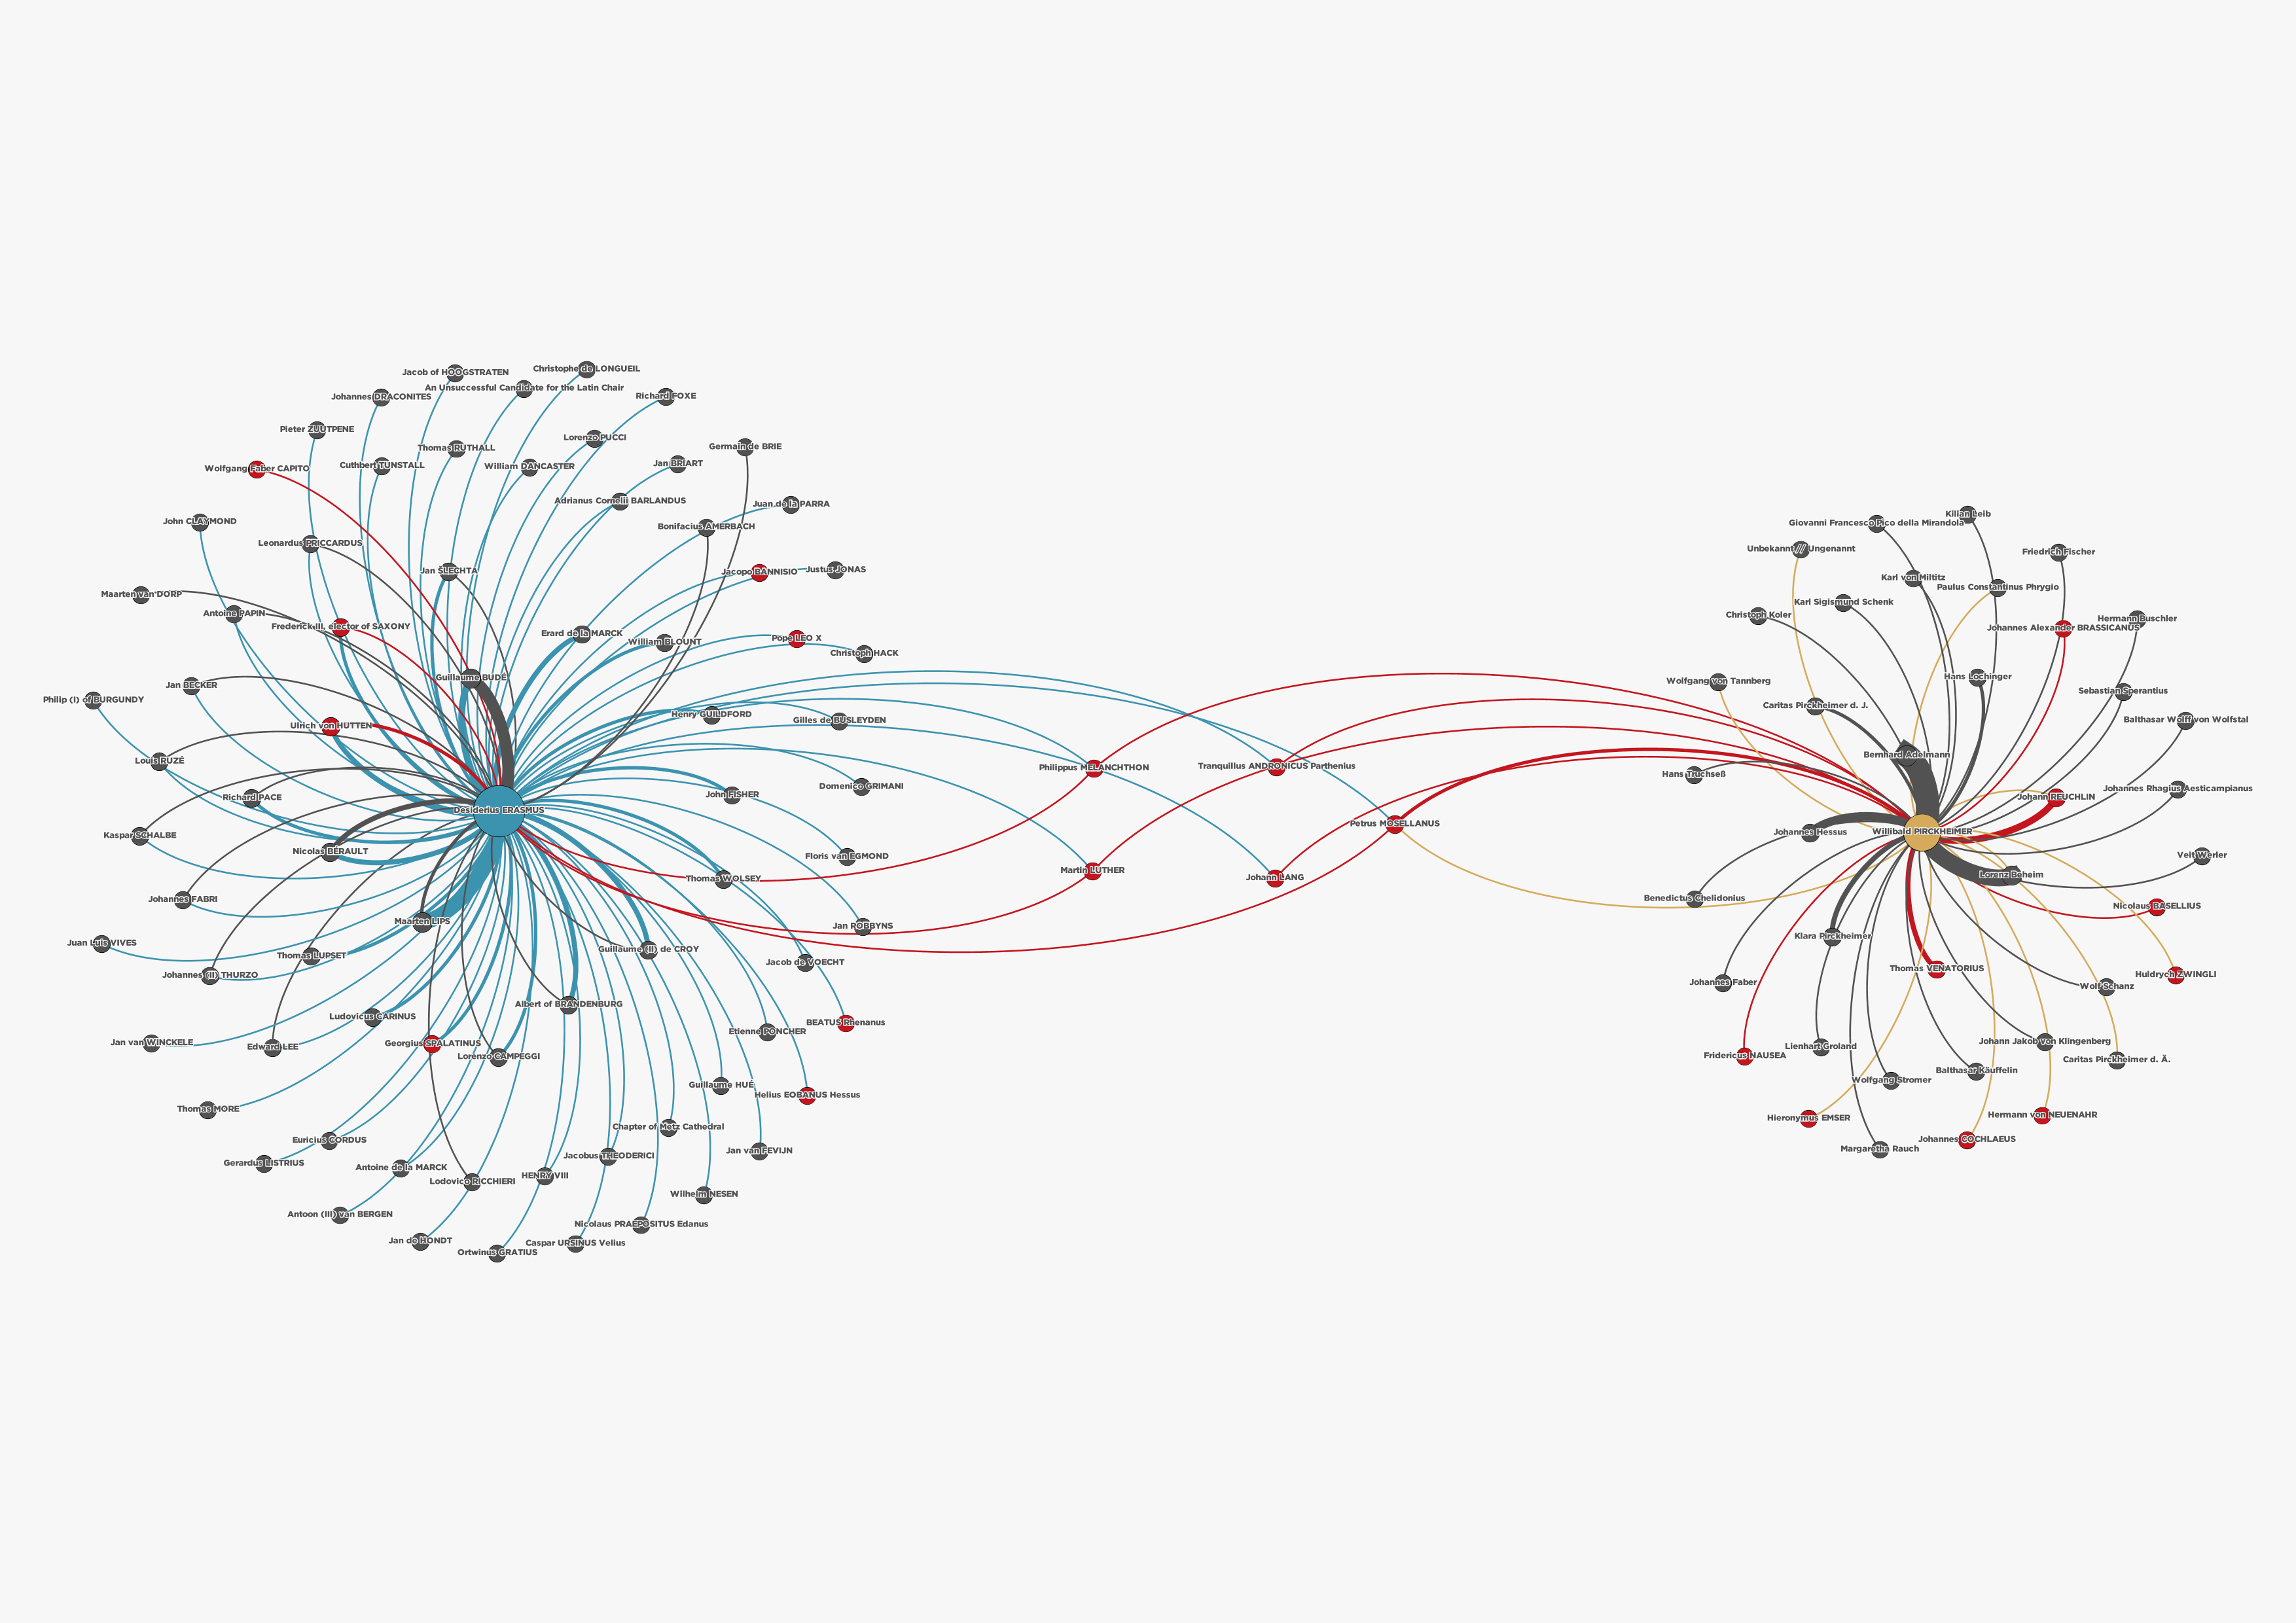 Christophe de LONGUEIL
Jacob of HOOGSTRATEN
An Unsuccessful Candidate for the Latin Chair
Johannes DRACONITES
Richard FOXE
Pieter ZUUTPENE
Lorenzo PUCCI
Germain de BRIE
Thomas RUTHALL
Wolfgang Faber CAPITO
Cuthbert TUNSTALL
William DANCASTER
Jan BRIART
Adrianus Cornelii BARLANDUS
Juan de la PARRA
John CLAYMOND
Bonifacius AMERBACH
Leonardus PRICCARDUS
Jan ŠLECHTA
Jacopo BANNISIO
Justus JONAS
Maarten van DORP
Antoine PAPIN
Frederick III, elector of SAXONY
Erard de la MARCK
William BLOUNT
Pope LEO X
Christoph HACK
Guillaume BUDÉ
Jan BECKER
Philip (I) of BURGUNDY
Henry GUILDFORD
Gilles de BUSLEYDEN
Ulrich von HUTTEN
Louis RUZÉ
Domenico GRIMANI
Richard PACE
John FISHER
Desiderius ERASMUS
Kaspar SCHALBE
Nicolas BÉRAULT
Floris van EGMOND
Thomas WOLSEY
Johannes FABRI
Maarten LIPS
Jan ROBBYNS
Juan Luis VIVES
Guillaume (II) de CROY
Thomas LUPSET
Jacob de VOECHT
Johannes (II) THURZO
Albert of BRANDENBURG
Ludovicus CARINUS
BEATUS Rhenanus
Etienne PONCHER
Jan van WINCKELE
Edward LEE
Georgius SPALATINUS
Lorenzo CAMPEGGI
Guillaume HUÉ
Helius EOBANUS Hessus
Thomas MORE
Chapter of Metz Cathedral
Euricius CORDUS
Jan van FEVIJN
Jacobus THEODERICI
Gerardus LISTRIUS
Antoine de la MARCK
Lodovico RICCHIERI
HENRY VIII
Wilhelm NESEN
Antoon (III) van BERGEN
Nicolaus PRAEPOSITUS Edanus
Jan de HONDT
Caspar URSINUS Velius
Ortwinus GRATIUS
Philippus MELANCHTHON
Tranquillus ANDRONICUS Parthenius
Petrus MOSELLANUS
Martin LUTHER
Johann LANG
Kilian Leib
Giovanni Francesco Pico della Mirandola
Unbekannt // Ungenannt
Friedrich Fischer
Karl von Miltitz
Paulus Constantinus Phrygio
Karl Sigismund Schenk
Christoph Koler
Hermann Buschler
Johannes Alexander BRASSICANUS
Hans Lochinger
Wolfgang von Tannberg
Sebastian Sperantius
Caritas Pirckheimer d. J.
Balthasar Wolff von Wolfstal
Bernhard Adelmann
Hans Truchseß
Johannes Rhagius Aesticampianus
Johann REUCHLIN
Johannes Hessus
Willibald PIRCKHEIMER
Veit Werler
Lorenz Beheim
Benedictus Chelidonius
Nicolaus BASELLIUS
Klara Pirckheimer
Thomas VENATORIUS
Huldrych ZWINGLI
Johannes Faber
Wolf Schanz
Johann Jakob von Klingenberg
Lienhart Groland
Fridericus NAUSEA
Caritas Pirckheimer d. Ä.
Balthasar Käuffelin
Wolfgang Stromer
Hermann von NEUENAHR
Hieronymus EMSER
Johannes COCHLAEUS
Margaretha Rauch